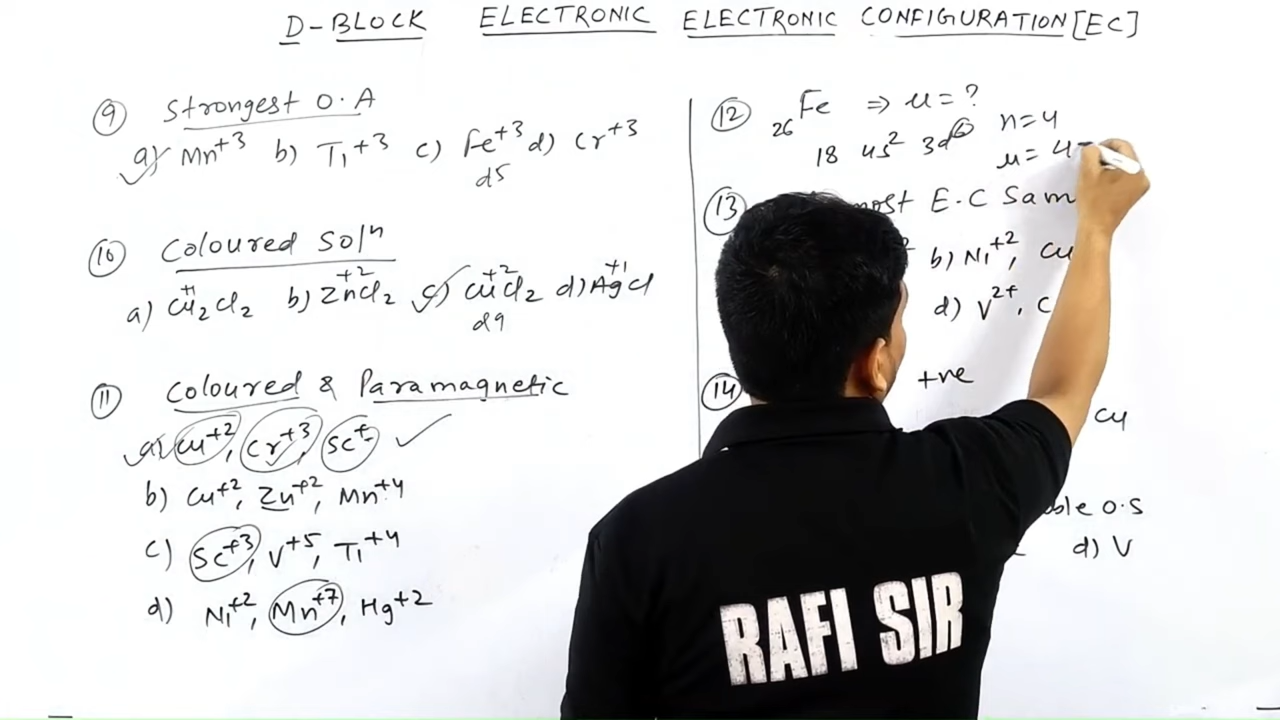 D-BLOCK ELECTRONIC ELECTRONIC CONFIGURATION [EC]
⑨ Strongest O.A
a) Mn+3 b) Ti+3 c) Fe+3 d) Cr+3
d5
⑩ Coloured Soln
+1 +2 +2 +1
a) Cu2Cl2 b) ZnCl2 c) CuCl2 d) AgCl
d9
⑪ Coloured & Paramagnetic
a) Cu+2, Cr+3, Sc+
b) Cu+2, Zn+2, Mn+4
c) Sc+3, V+5, Ti+4
d) Ni+2, Mn+7, Hg+2
⑫ 26Fe ⇒ u = ?
n=4
18 4s2 3d6
u= 4
⑬ most E.C Sam
b) Ni+2, Cu
d) V2+, C
⑭ +ve
Cu
ble O.S
d) V
RAFI SIR